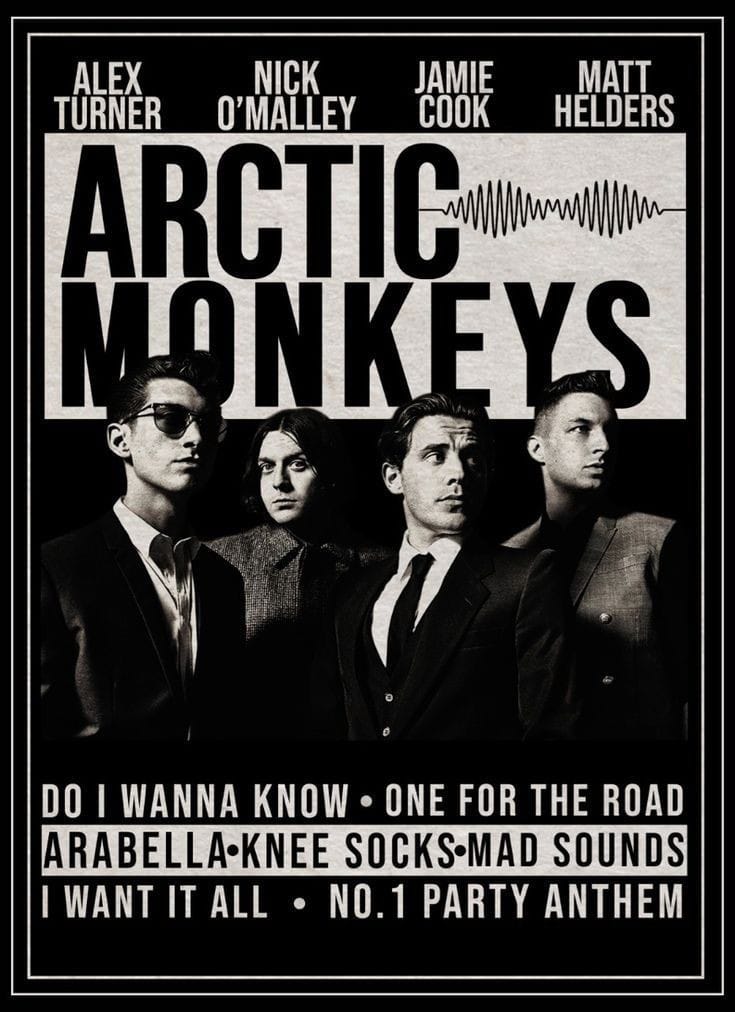 ALEX TURNER NICK O'MALLEY JAMIE COOK MATT HELDERS
ARCTIC
MONKEYS
DO I WANNA KNOW • ONE FOR THE ROAD
ARABELLA•KNEE SOCKS•MAD SOUNDS
I WANT IT ALL • NO.1 PARTY ANTHEM